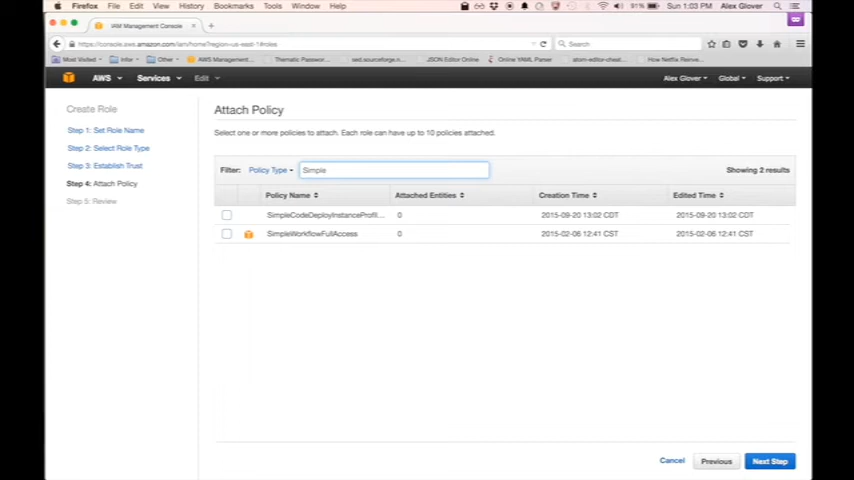 Firefox File Edit View History Bookmarks Tools Window Help 91% Sun 1:03 PM Alex Glover
IAM Management Console
https://console.aws.amazon.com/iam/home?region=us-east-1#roles Search
Most Visited Infor Other AWS Management... Thematic Passwor... sed.sourceforge.n... JSON Editor Online Online YAML Parser atom-editor-cheat... How Netflix Reinve...
AWS Services Edit Alex Glover Global Support
Create Role
Step 1: Set Role Name
Step 2: Select Role Type
Step 3: Establish Trust
Step 4: Attach Policy
Step 5: Review
Attach Policy
Select one or more policies to attach. Each role can have up to 10 policies attached.
Filter: Policy Type Simple Showing 2 results
Policy Name Attached Entities Creation Time Edited Time
SimpleCodeDeployInstanceProfil... 0 2015-09-20 13:02 CDT 2015-09-20 13:02 CDT
SimpleWorkflowFullAccess 0 2015-02-06 12:41 CST 2015-02-06 12:41 CST
Cancel Previous Next Step